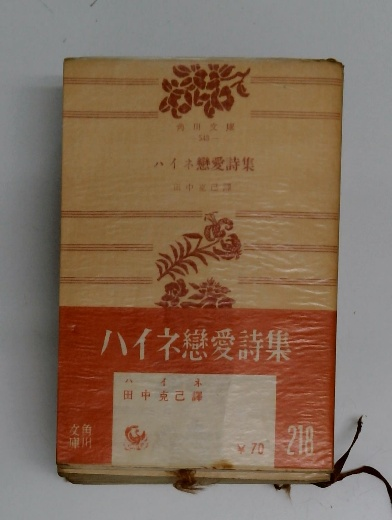 角川文庫
ハイネ戀愛詩集
田中克己譯
ハイネ戀愛詩集
ハイネ
田中克己譯
角川
文庫
¥70
218